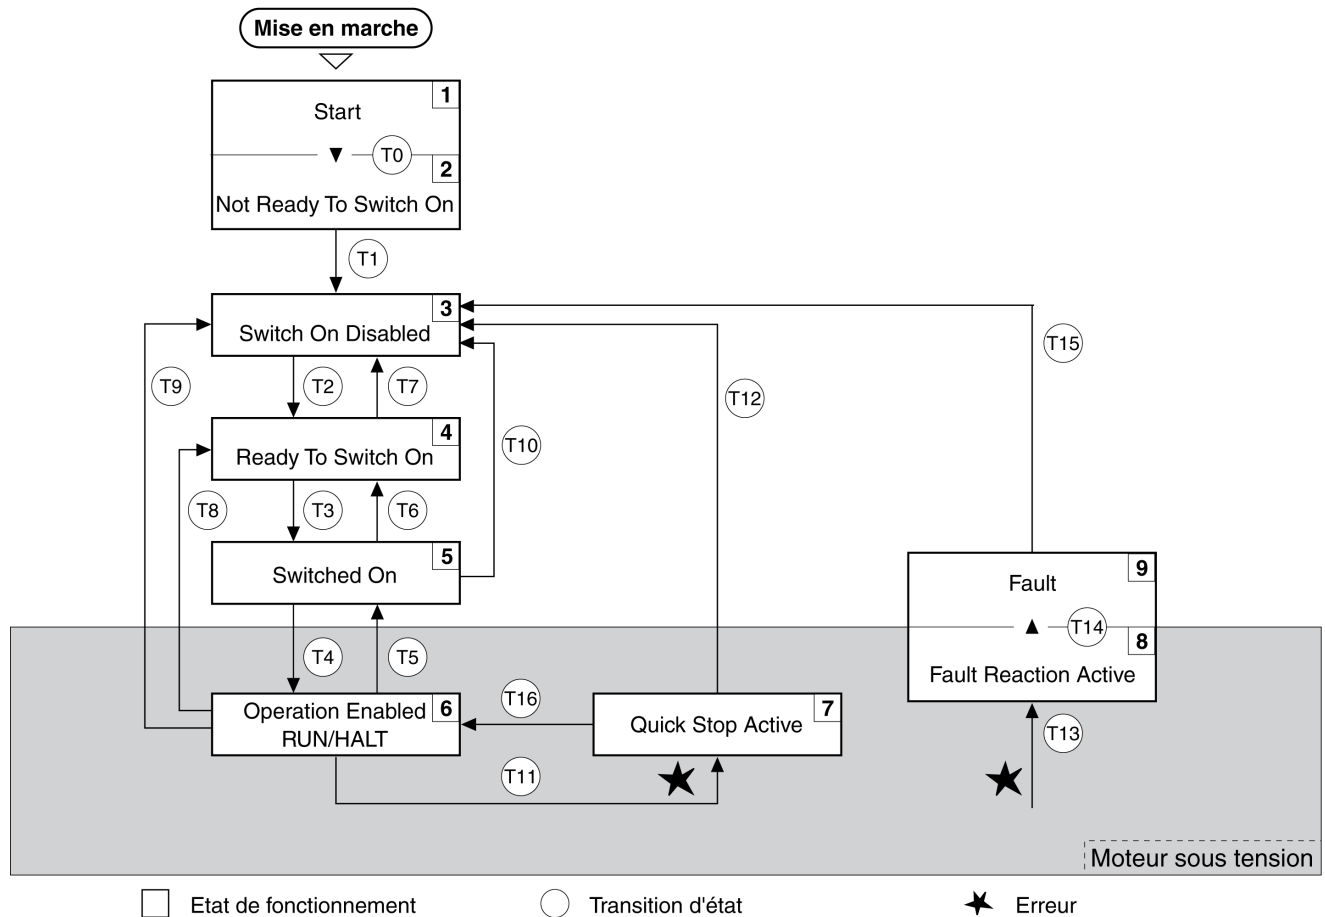 Mise en marche
1
Start
T0
2
Not Ready To Switch On
T1
3
Switch On Disabled
T15
T9
T2
T7
T12
4
Ready To Switch On
T10
T8
T3
T6
5
Switched On
9
Fault
T14
8
Fault Reaction Active
T4
T5
Operation Enabled
RUN/HALT
6
T16
7
Quick Stop Active
T13
T11
Moteur sous tension
Etat de fonctionnement
Transition d'état
Erreur